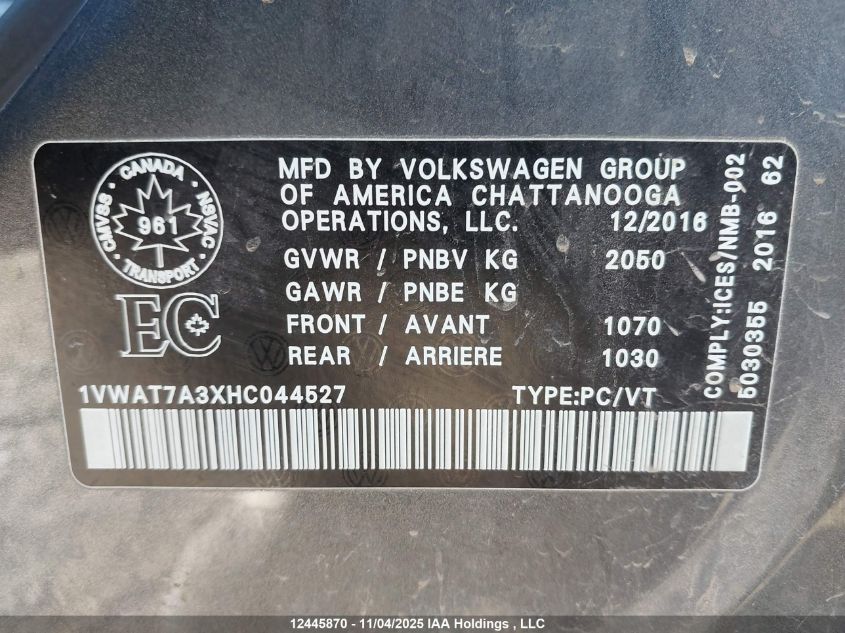 CANADA
CMVSS
NSVAC
961
TRANSPORT
EC
MFD BY VOLKSWAGEN GROUP
OF AMERICA CHATTANOOGA
OPERATIONS, LLC. 12/2016
GVWR / PNBV KG 2050
GAWR / PNBE KG
FRONT / AVANT 1070
REAR / ARRIERE 1030
1VWAT7A3XHC044527 TYPE:PC/VT
COMPLY:ICES/NMB-002
5030355 2016 62
12445870 - 11/04/2025 IAA Holdings , LLC